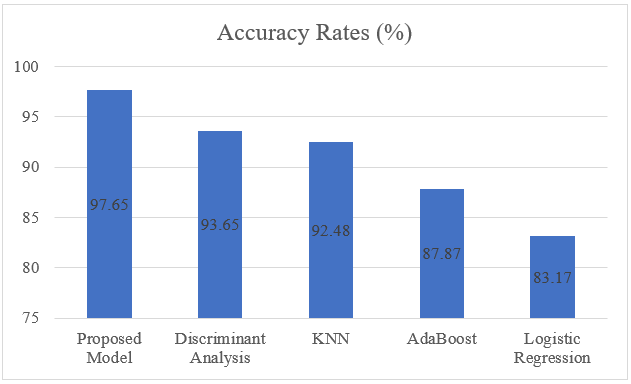 Accuracy Rates (%)
100
95
90
85
80
75
97.65
93.65
92.48
87.87
83.17
Proposed
Model
Discriminant
Analysis
KNN
AdaBoost
Logistic
Regression